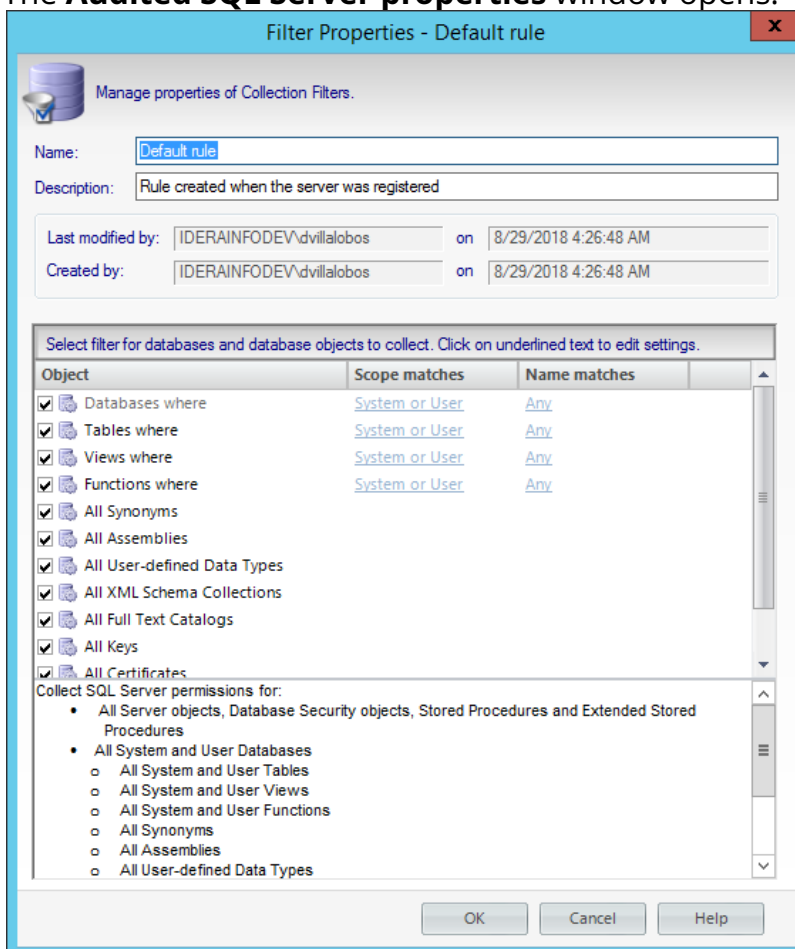 The Audited SQL Server properties window opens.
Filter Properties - Default rule
x
Manage properties of Collection Filters.
Name: Default rule
Description: Rule created when the server was registered
Last modified by: IDERAINFODEV\dvillalobos on 8/29/2018 4:26:48 AM
Created by: IDERAINFODEV\dvillalobos on 8/29/2018 4:26:48 AM
Select filter for databases and database objects to collect. Click on underlined text to edit settings.
Object Scope matches Name matches
Databases where System or User Any
Tables where System or User Any
Views where System or User Any
Functions where System or User Any
All Synonyms
All Assemblies
All User-defined Data Types
All XML Schema Collections
All Full Text Catalogs
All Keys
All Certificates
Collect SQL Server permissions for:
• All Server objects, Database Security objects, Stored Procedures and Extended Stored
Procedures
• All System and User Databases
o All System and User Tables
o All System and User Views
o All System and User Functions
o All Synonyms
o All Assemblies
o All User-defined Data Types
OK Cancel Help